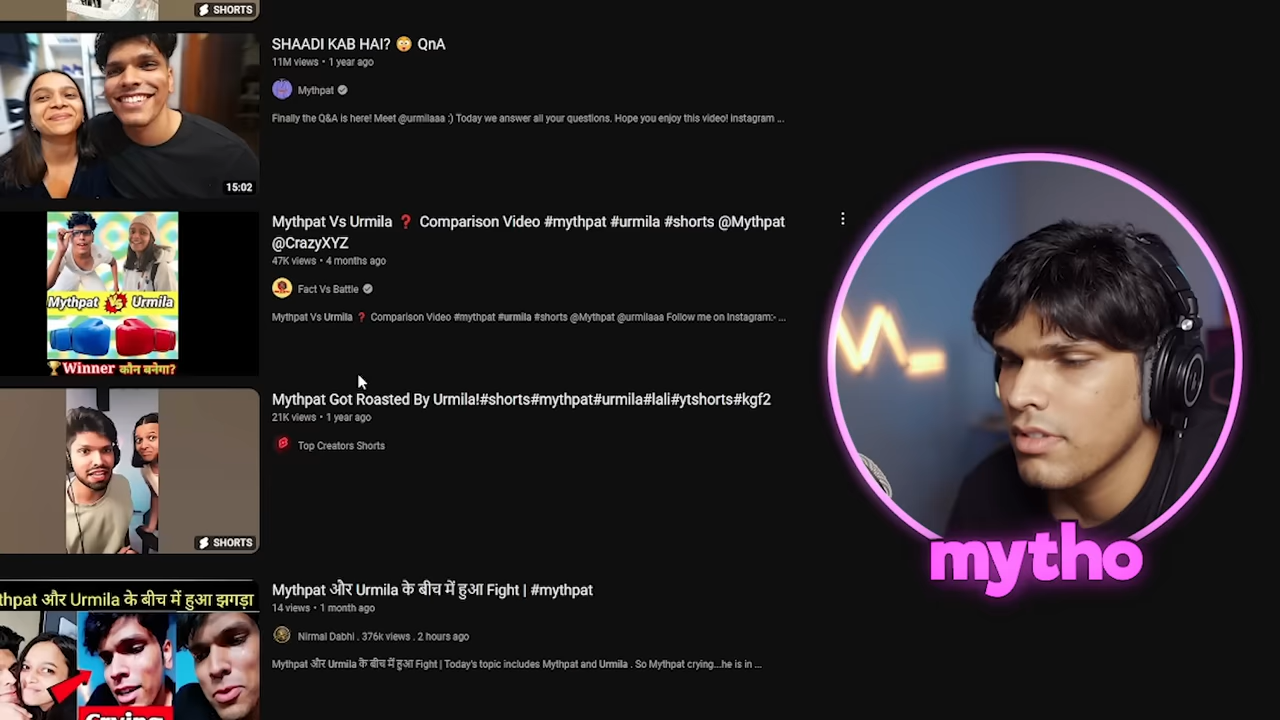 SHORTS
SHAADI KAB HAI? 😳 QnA
11M views • 1 year ago
Mythpat
Finally the Q&A is here! Meet @urmilaaa :) Today we answer all your questions. Hope you enjoy this video! instagram ...
15:02
Mythpat Vs Urmila ❓ Comparison Video #mythpat #urmila #shorts @Mythpat
@CrazyXYZ
47K views • 4 months ago
Fact Vs Battle
Mythpat Vs Urmila
Winner कौन बनेगा?
Mythpat Vs Urmila ❓ Comparison Video #mythpat #urmila #shorts @Mythpat @urmilaaa Follow me on Instagram:- ...
Mythpat Got Roasted By Urmila!#shorts#mythpat#urmila#lali#ytshorts#kgf2
21K views • 1 year ago
Top Creators Shorts
SHORTS
mytho
Mythpat और Urmila के बीच में हुआ Fight | #mythpat
14 views • 1 month ago
Nirmal Dabhi . 376k views . 2 hours ago
Mythpat और Urmila के बीच में हुआ Fight | Today's topic includes Mythpat and Urmila . So Mythpat crying...he is in ...
thpat और Urmila के बीच में हुआ झगड़ा
Crying